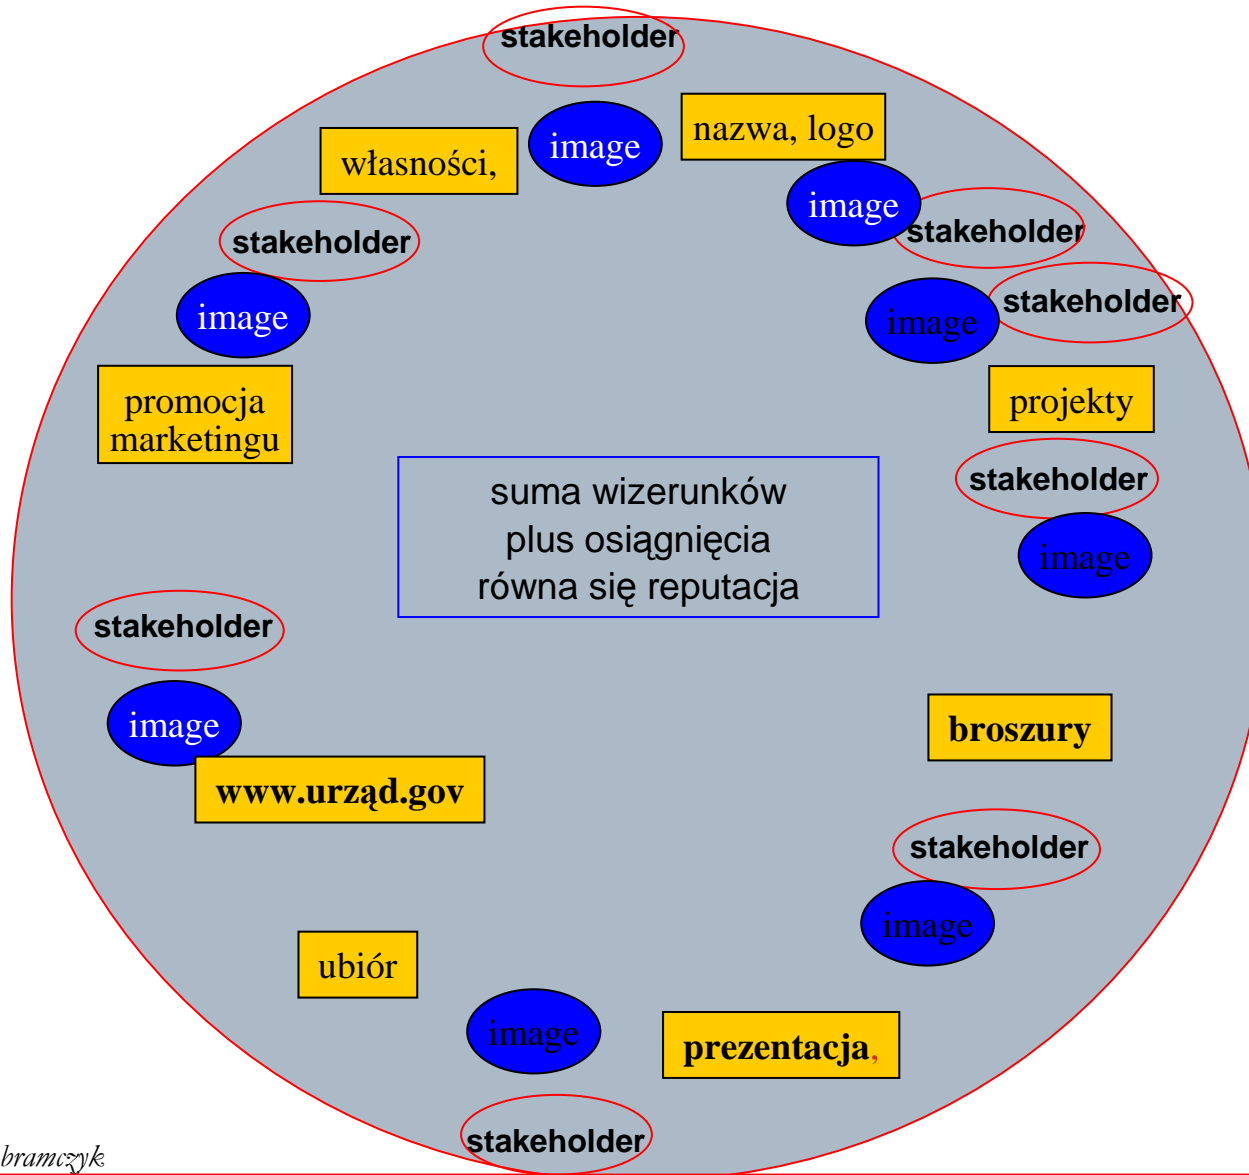 stakeholder
nazwa, logo
image
własności,
image
stakeholder
stakeholder
stakeholder
image
image
projekty
promocja
marketingu
stakeholder
suma wizerunków
plus osiągnięcia
równa się reputacja
image
stakeholder
image
broszury
www.urząd.gov
stakeholder
image
ubiór
image
prezentacja,
stakeholder
bramczyk